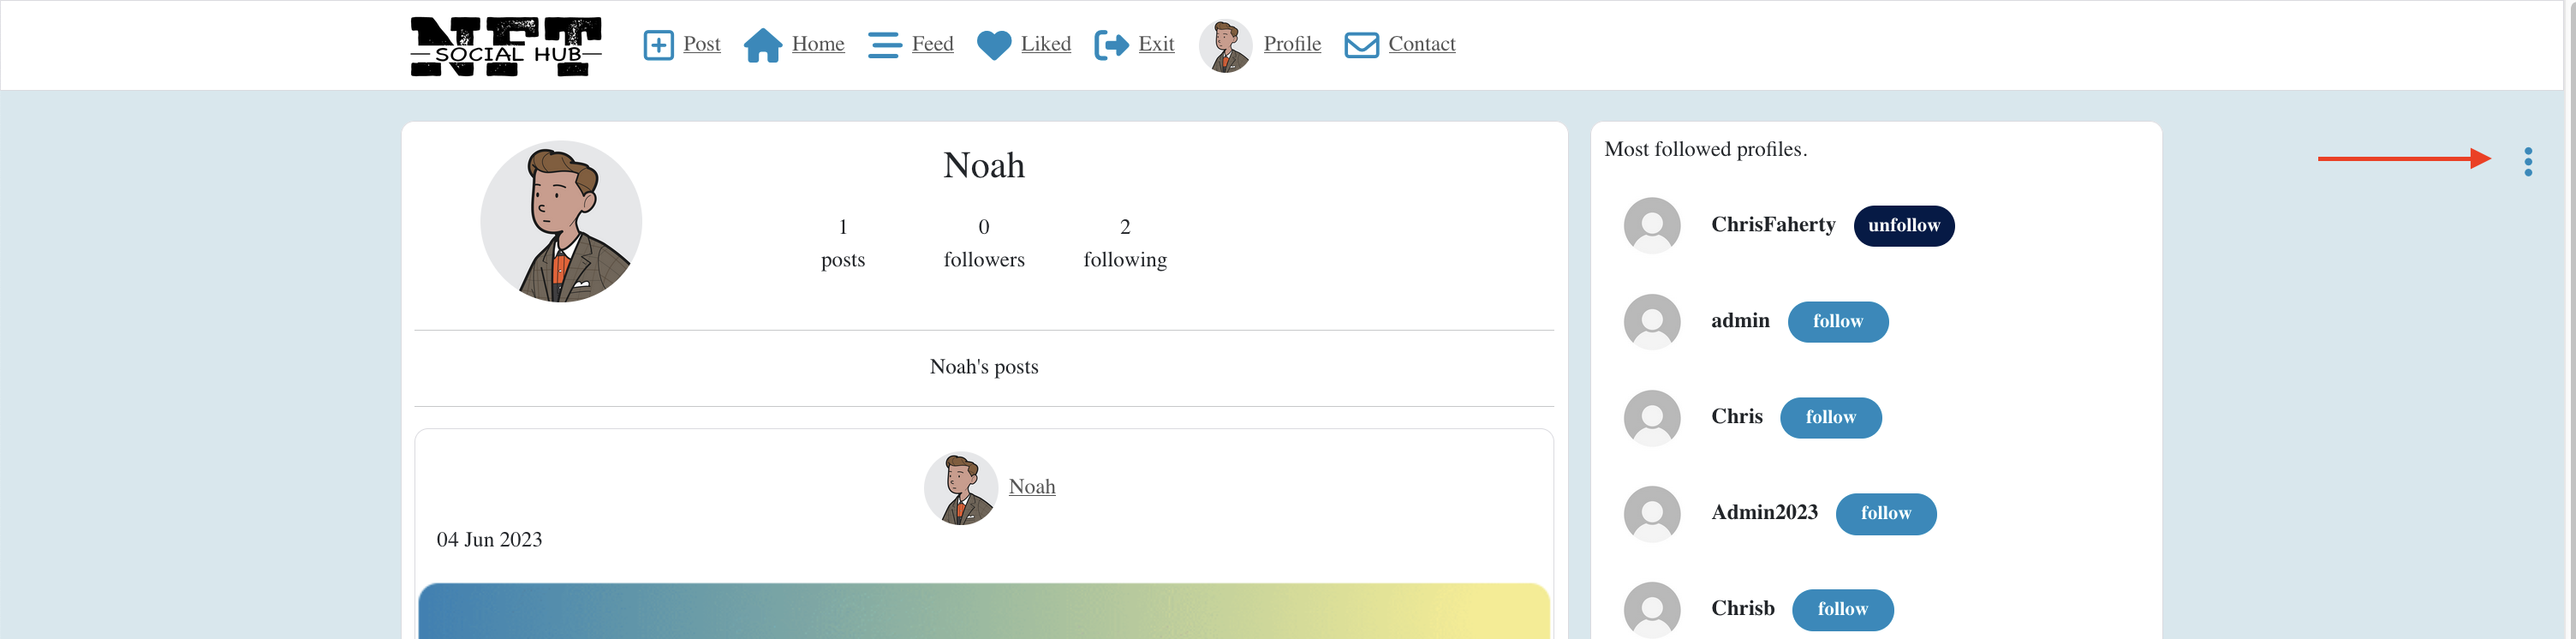 NFT
SOCIAL HUB
Post Home Feed Liked Exit Profile Contact
Noah
1 0 2
posts followers following
Noah's posts
Noah
04 Jun 2023
Most followed profiles.
ChrisFaherty unfollow
admin follow
Chris follow
Admin2023 follow
Chrisb follow